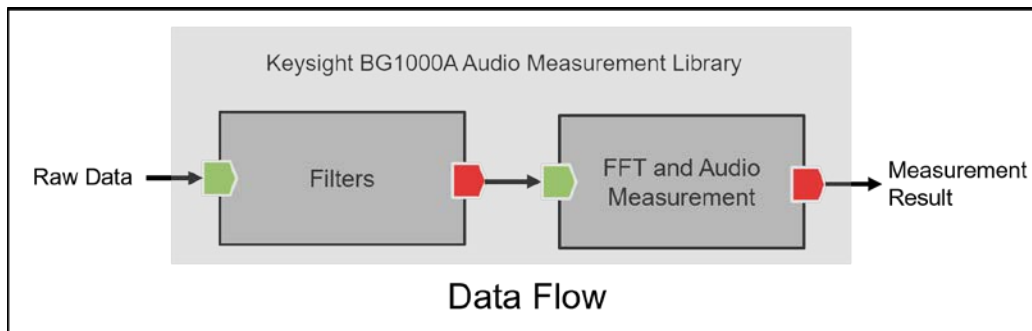 Keysight BG1000A Audio Measurement Library
Raw Data
Filters
FFT and Audio
Measurement
Measurement
Result
Data Flow